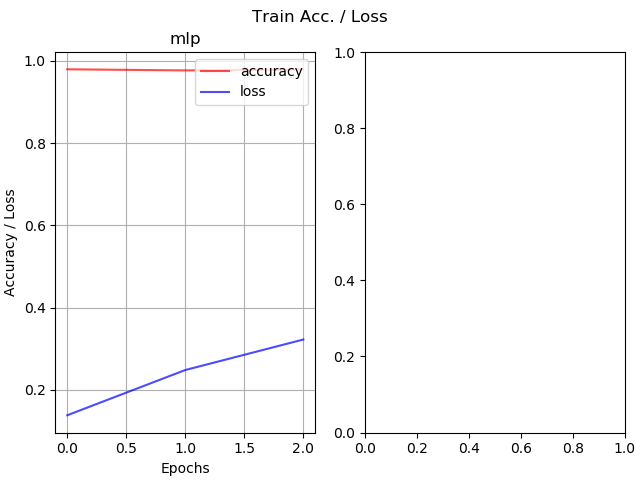 Train Acc. / Loss
mlp
accuracy
loss
Accuracy / Loss
1.0
0.8
0.6
0.4
0.2
0.0 0.5 1.0 1.5 2.0
Epochs
1.0
0.8
0.6
0.4
0.2
0.0
0.0 0.2 0.4 0.6 0.8 1.0